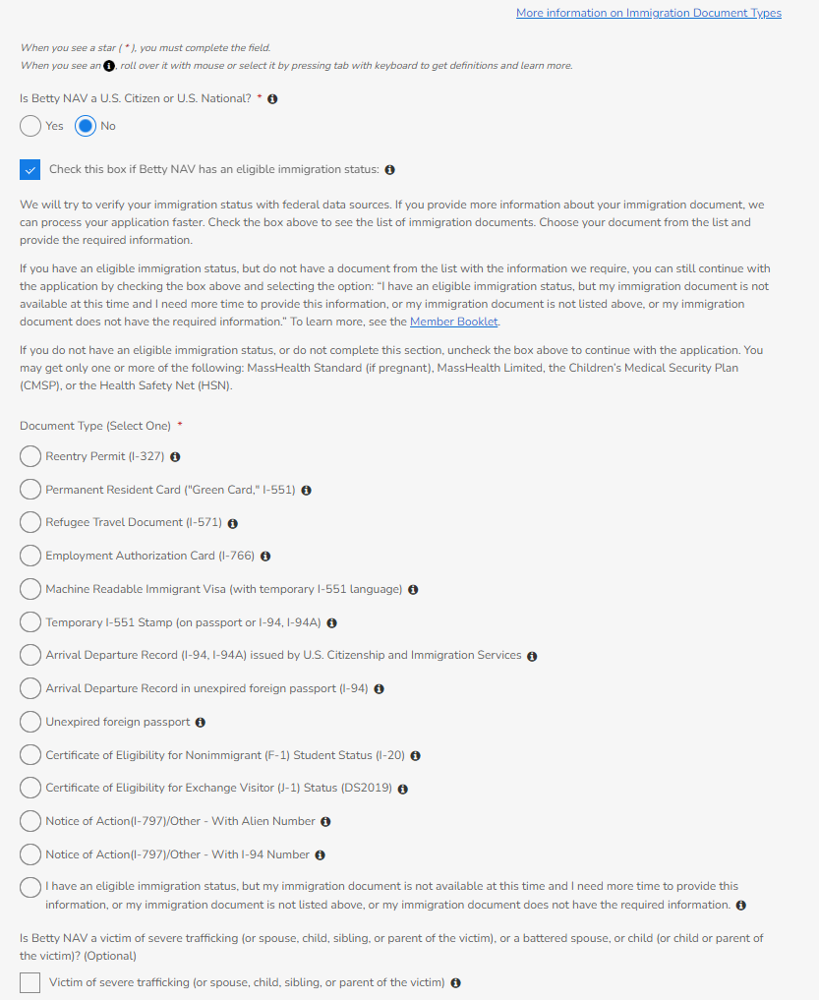 More information on Immigration Document Types
When you see a star ( * ), you must complete the field.
When you see an i, roll over it with mouse or select it by pressing tab with keyboard to get definitions and learn more.
Is Betty NAV a U.S. Citizen or U.S. National? *
Yes No
Check this box if Betty NAV has an eligible immigration status:
We will try to verify your immigration status with federal data sources. If you provide more information about your immigration document, we
can process your application faster. Check the box above to see the list of immigration documents. Choose your document from the list and
provide the required information.
If you have an eligible immigration status, but do not have a document from the list with the information we require, you can still continue with
the application by checking the box above and selecting the option: “I have an eligible immigration status, but my immigration document is not
available at this time and I need more time to provide this information, or my immigration document is not listed above, or my immigration
document does not have the required information.” To learn more, see the Member Booklet.
If you do not have an eligible immigration status, or do not complete this section, uncheck the box above to continue with the application. You
may get only one or more of the following: MassHealth Standard (if pregnant), MassHealth Limited, the Children’s Medical Security Plan
(CMSP), or the Health Safety Net (HSN).
Document Type (Select One) *
Reentry Permit (I-327)
Permanent Resident Card ("Green Card," I-551)
Refugee Travel Document (I-571)
Employment Authorization Card (I-766)
Machine Readable Immigrant Visa (with temporary I-551 language)
Temporary I-551 Stamp (on passport or I-94, I-94A)
Arrival Departure Record (I-94, I-94A) issued by U.S. Citizenship and Immigration Services
Arrival Departure Record in unexpired foreign passport (I-94)
Unexpired foreign passport
Certificate of Eligibility for Nonimmigrant (F-1) Student Status (I-20)
Certificate of Eligibility for Exchange Visitor (J-1) Status (DS2019)
Notice of Action(I-797)/Other - With Alien Number
Notice of Action(I-797)/Other - With I-94 Number
I have an eligible immigration status, but my immigration document is not available at this time and I need more time to provide this
information, or my immigration document is not listed above, or my immigration document does not have the required information.
Is Betty NAV a victim of severe trafficking (or spouse, child, sibling, or parent of the victim), or a battered spouse, or child (or child or parent of
the victim)? (Optional)
Victim of severe trafficking (or spouse, child, sibling, or parent of the victim)